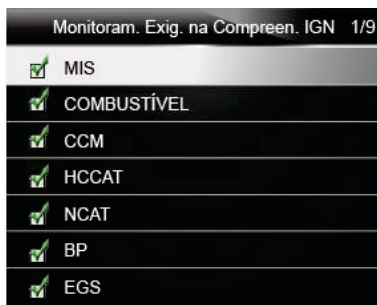 Monitoram. Exig. na Compreen. IGN 1/9
MIS
COMBUSTÍVEL
CCM
HCCAT
NCAT
BP
EGS